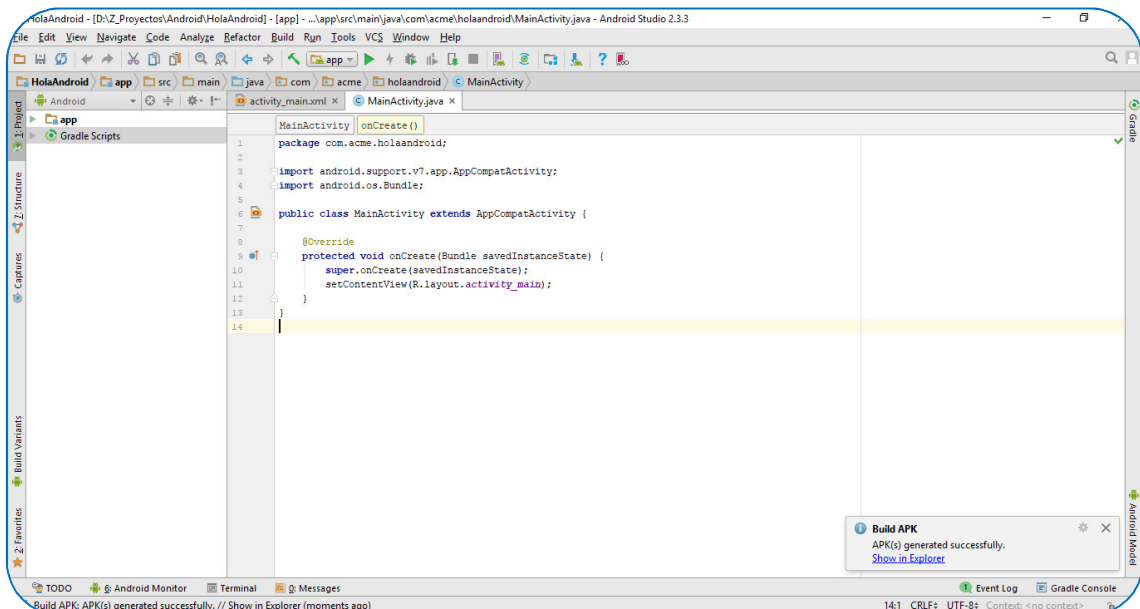 HolaAndroid - [D:\Z_Proyectos\Android\HolaAndroid] - [app] - ...\app\src\main\java\com\acme\holaandroid\MainActivity.java - Android Studio 2.3.3
File Edit View Navigate Code Analyze Refactor Build Run Tools VCS Window Help
app
HolaAndroid app src main java com acme holaandroid MainActivity
Android
activity_main.xml
MainActivity.java
1: Project
7: Structure
Captures
Build Variants
2: Favorites
app
Gradle Scripts
MainActivity onCreate()
1 package com.acme.holaandroid;
2
3 import android.support.v7.app.AppCompatActivity;
4 import android.os.Bundle;
5
6 public class MainActivity extends AppCompatActivity {
7
8 @Override
9 protected void onCreate(Bundle savedInstanceState) {
10 super.onCreate(savedInstanceState);
11 setContentView(R.layout.activity_main);
12 }
13 }
14
Gradle
Android Model
Build APK
APK(s) generated successfully.
Show in Explorer
TODO 6: Android Monitor Terminal 0: Messages 1 Event Log Gradle Console
Build APK: APK(s) generated successfully. // Show in Explorer (moments ago) 14:1 CRLF UTF-8 Context: <no context>